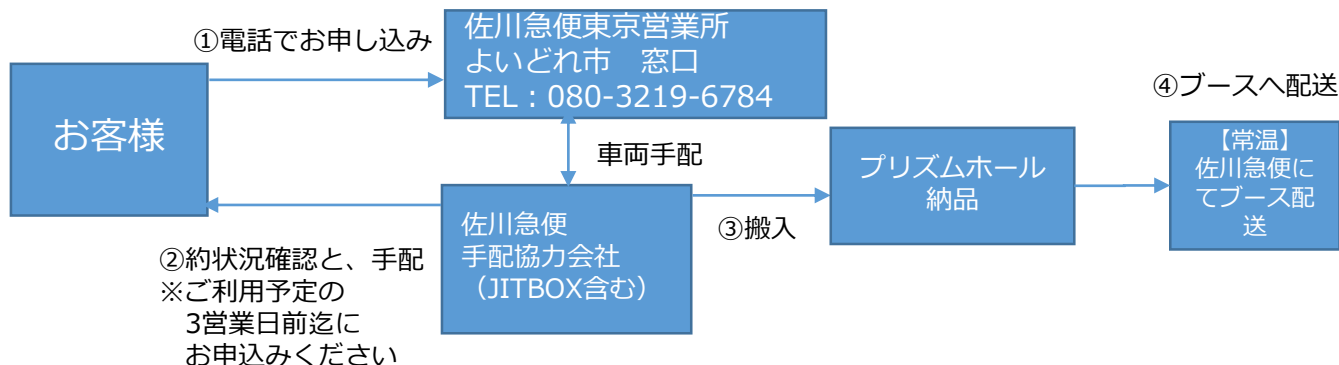 ①電話でお申し込み
佐川急便東京営業所
よいどれ市　窓口
TEL：080-3219-6784
お客様
車両手配
②約状況確認と、手配
※ご利用予定の
3営業日前迄に
お申込みください
佐川急便
手配協力会社
（JITBOX含む）
③搬入
プリズムホール
納品
④ブースへ配送
【常温】
佐川急便に
てブース配
送